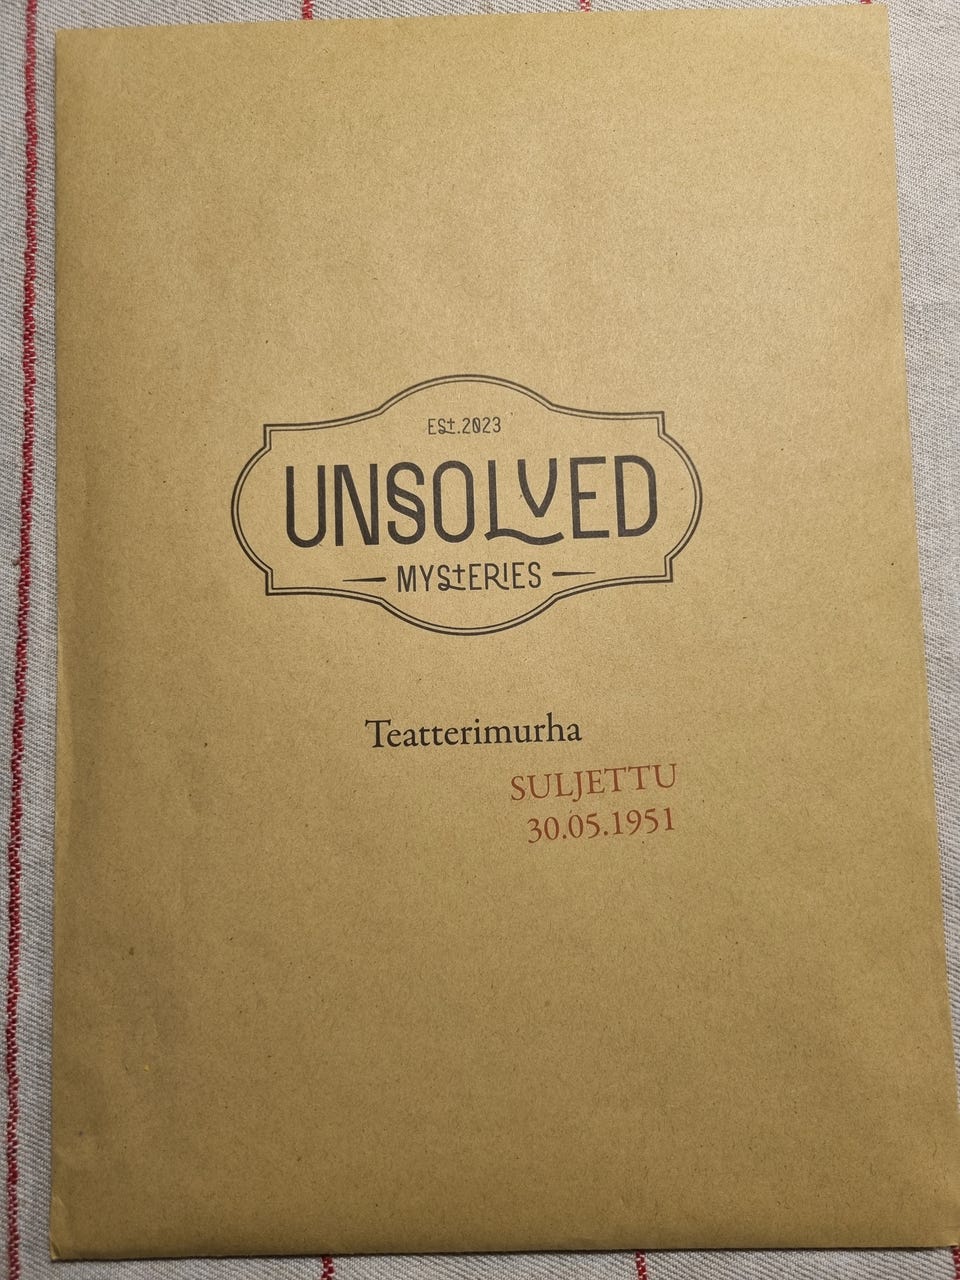 Est.2023
UNSOLVED
MYStERIES
Teatterimurha
SULJETTU
30.05.1951